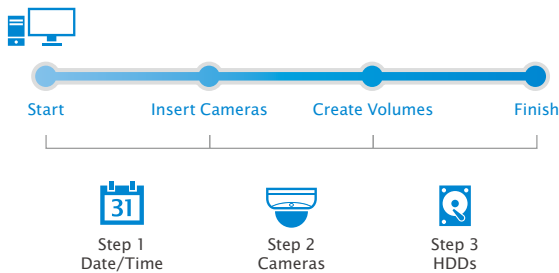 Start
Insert Cameras
Create Volumes
Finish
31
Step 1
Date/Time
Step 2
Cameras
Step 3
HDDs